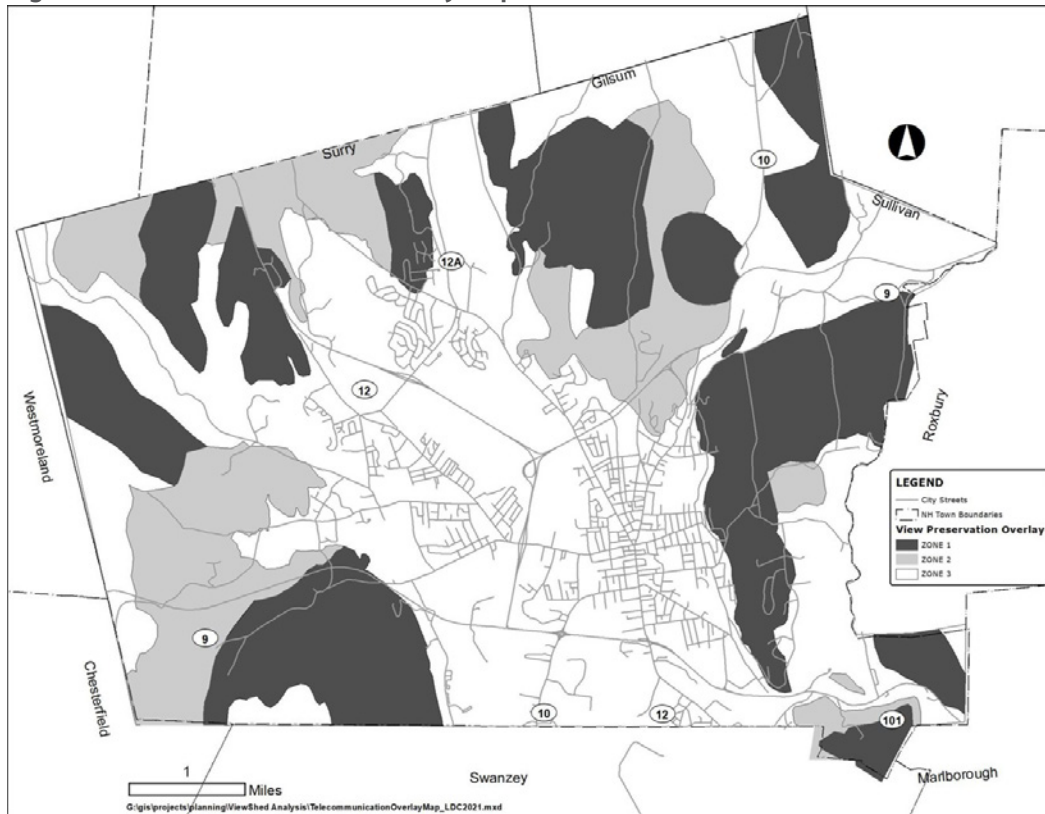 Gilsum
Surry
10
Sullivan
12A
9
12
Westmoreland
Roxbury
LEGEND
City Streets
NH Town Boundaries
View Preservation Overlay
ZONE 1
ZONE 2
ZONE 3
9
Chesterfield
10
12
101
1
Miles
Swanzey
Marlborough
G:\gis\projects\planning\ViewShed Analysis\TelecommunicationOverlayMap_LDC2021.mxd